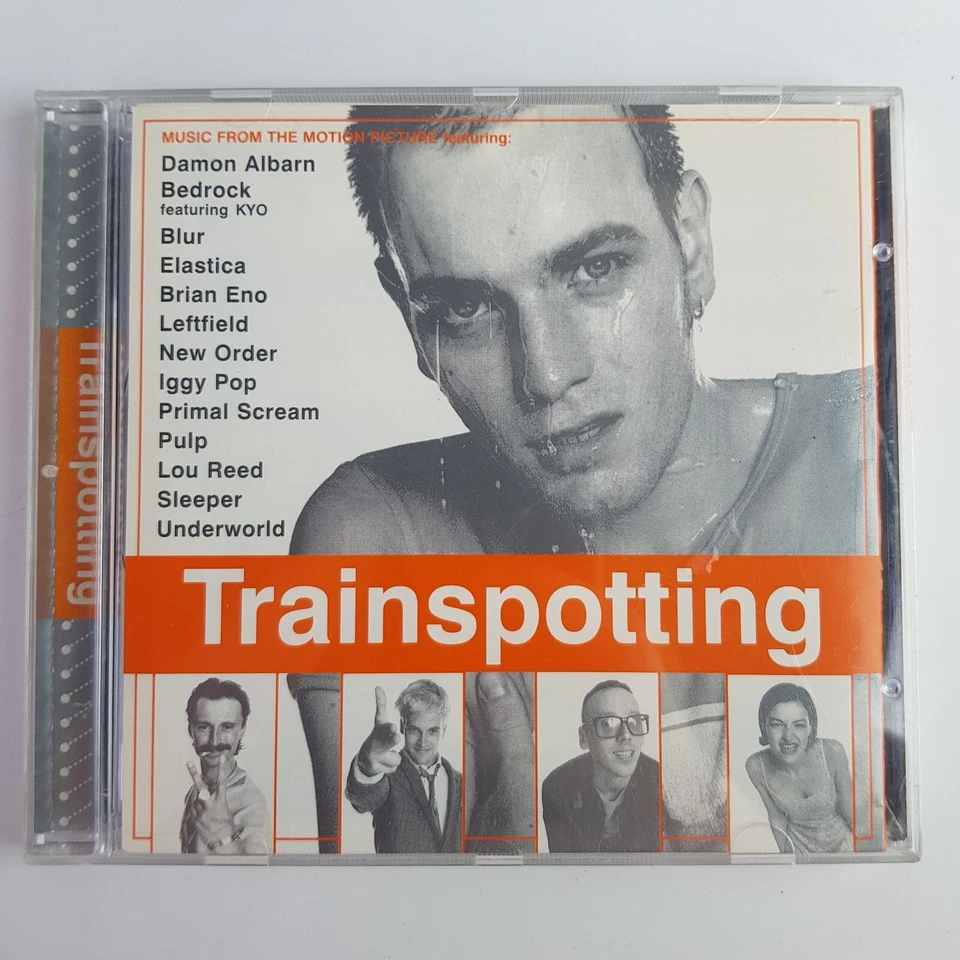 MUSIC FROM THE MOTION PICTURE featuring:
Damon Albarn
Bedrock
featuring KYO
Blur
Elastica
Brian Eno
Leftfield
New Order
Iggy Pop
Primal Scream
Pulp
Lou Reed
Sleeper
Underworld
Trainspotting
Trainspotting